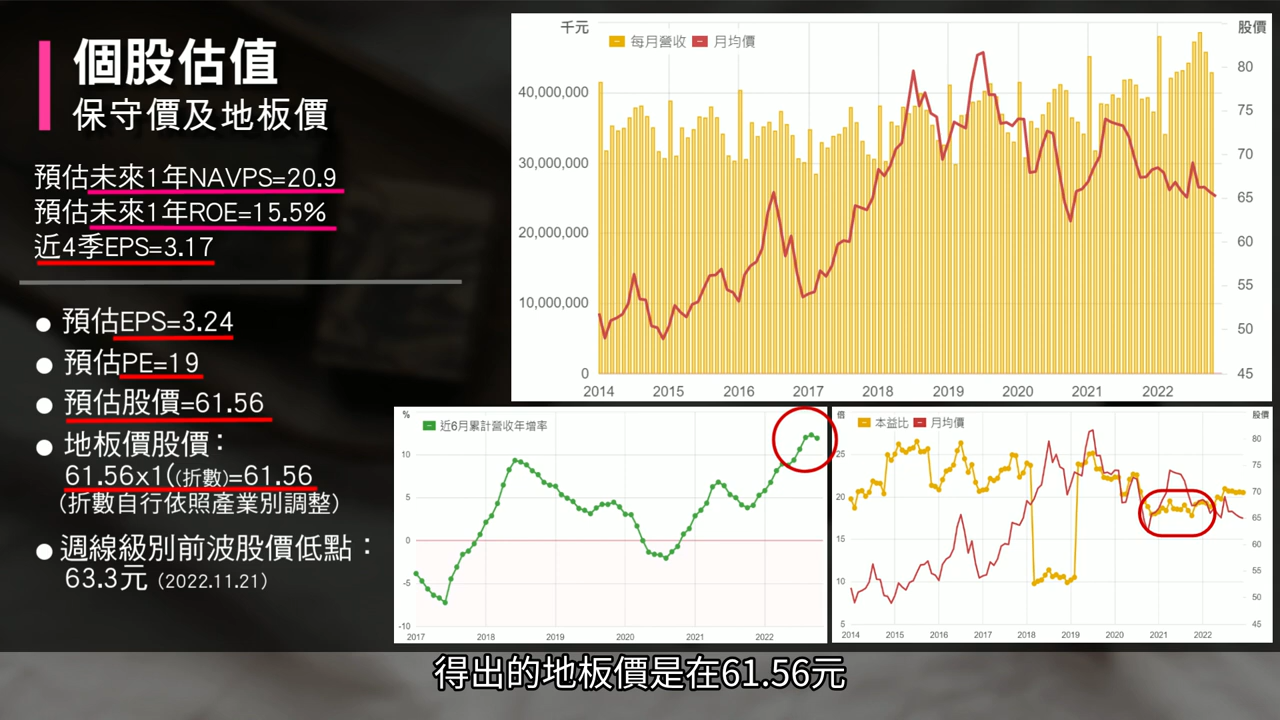 個股估值
保守價及地板價
預估未來1年NAVPS=20.9
預估未來1年ROE=15.5%
近4季EPS=3.17
● 預估EPS=3.24
● 預估PE=19
● 預估股價=61.56
● 地板價股價：
61.56x1((折數)=61.56
(折數自行依照產業別調整)
● 週線級別前波股價低點：
63.3元 (2022.11.21)
千元
每月營收 月均價
股價
40,000,000
30,000,000
20,000,000
10,000,000
0
80
75
70
65
60
55
50
45
2014 2015 2016 2017 2018 2019 2020 2021 2022
%
近6月累計營收年增率
10
5
0
-5
-10
2017 2018 2019 2020 2021 2022
倍
本益比 月均價
股價
25
20
15
10
5
80
75
70
65
60
55
50
45
2014 2015 2016 2017 2018 2019 2020 2021 2022
得出的地板價是在61.56元